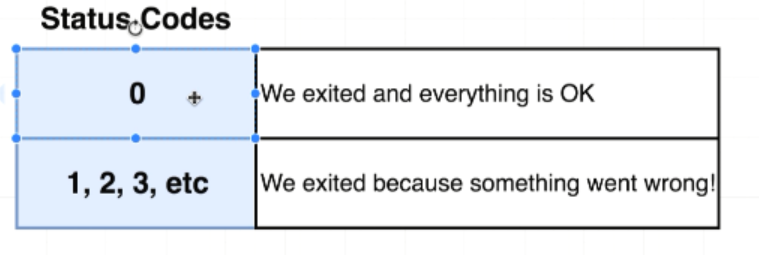 Status Codes
0
We exited and everything is OK
1, 2, 3, etc
We exited because something went wrong!